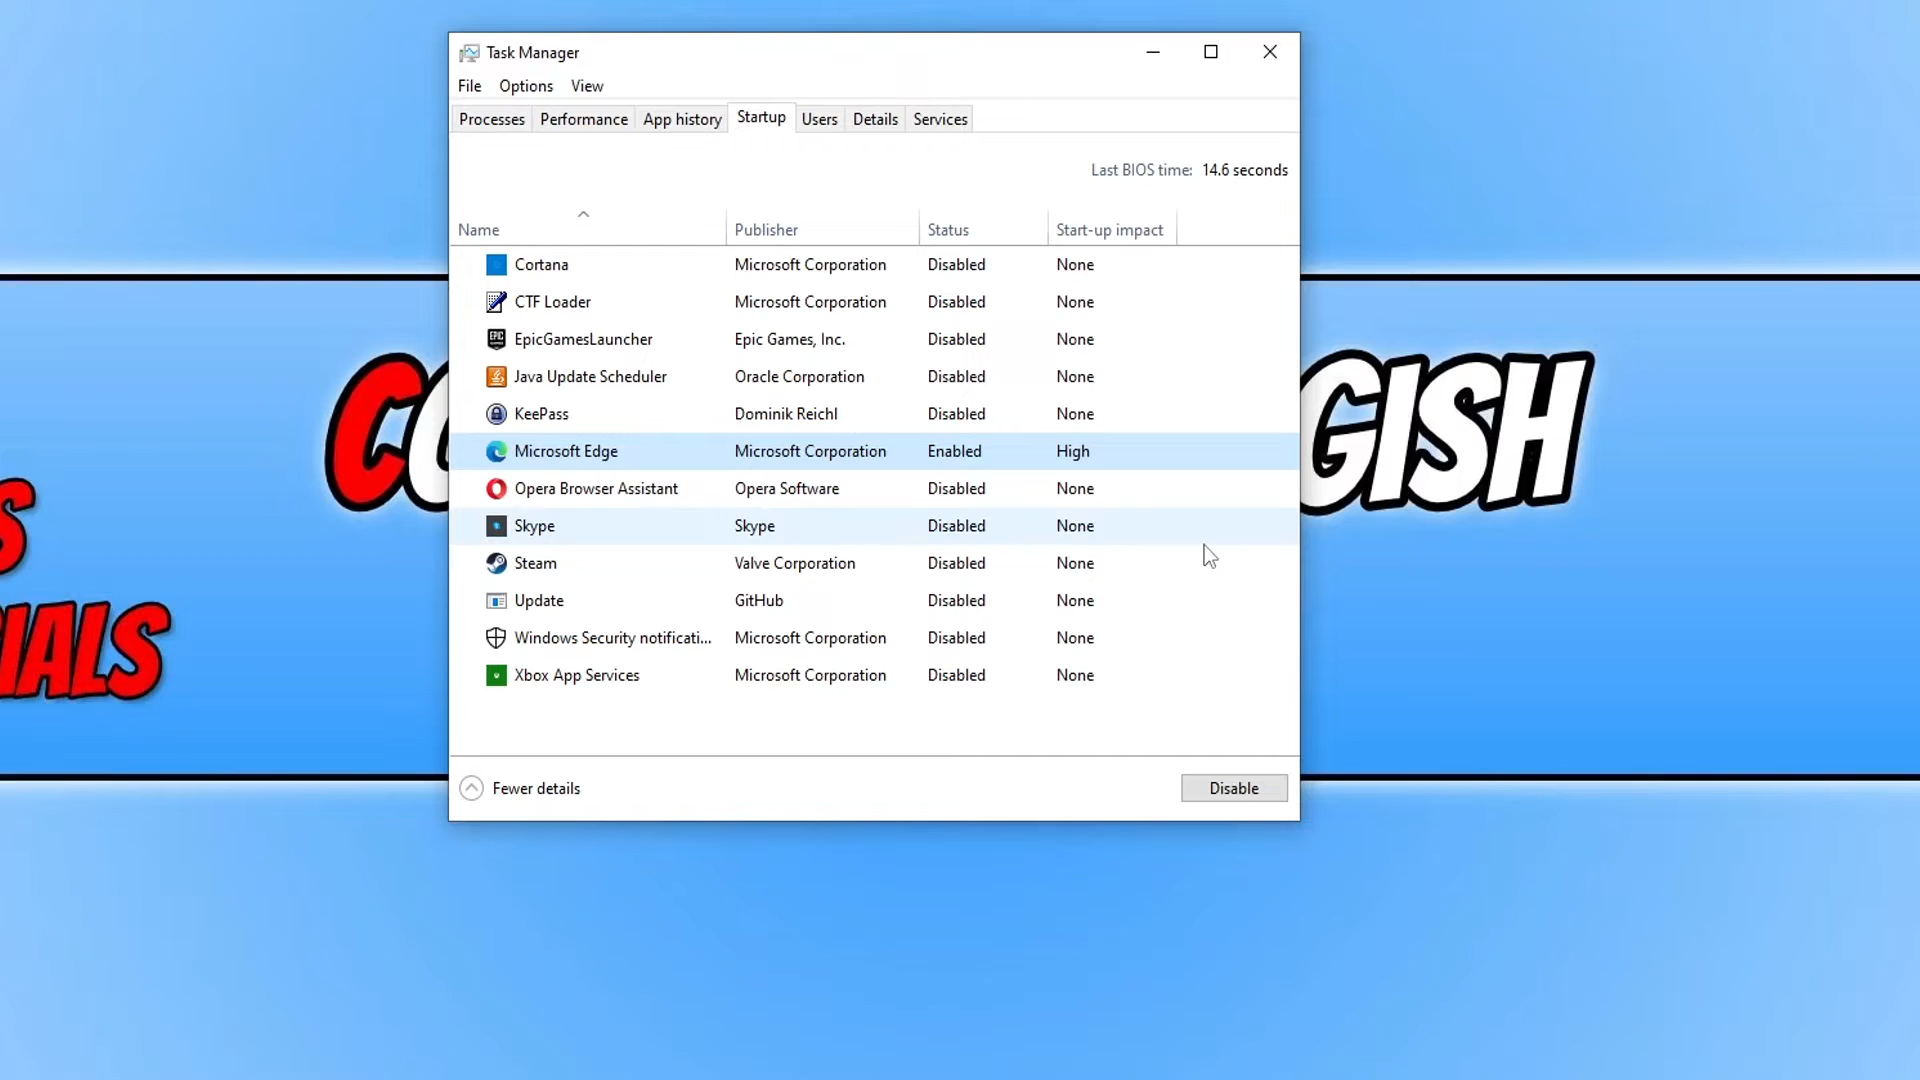 Task Manager
File Options View
Processes Performance App history Startup Users Details Services
Last BIOS time: 14.6 seconds
Name Publisher Status Start-up impact
Cortana Microsoft Corporation Disabled None
CTF Loader Microsoft Corporation Disabled None
EpicGamesLauncher Epic Games, Inc. Disabled None
Java Update Scheduler Oracle Corporation Disabled None
KeePass Dominik Reichl Disabled None
Microsoft Edge Microsoft Corporation Enabled High
Opera Browser Assistant Opera Software Disabled None
Skype Skype Disabled None
Steam Valve Corporation Disabled None
Update GitHub Disabled None
Windows Security notificati... Microsoft Corporation Disabled None
Xbox App Services Microsoft Corporation Disabled None
Fewer details Disable
GISH
IALS